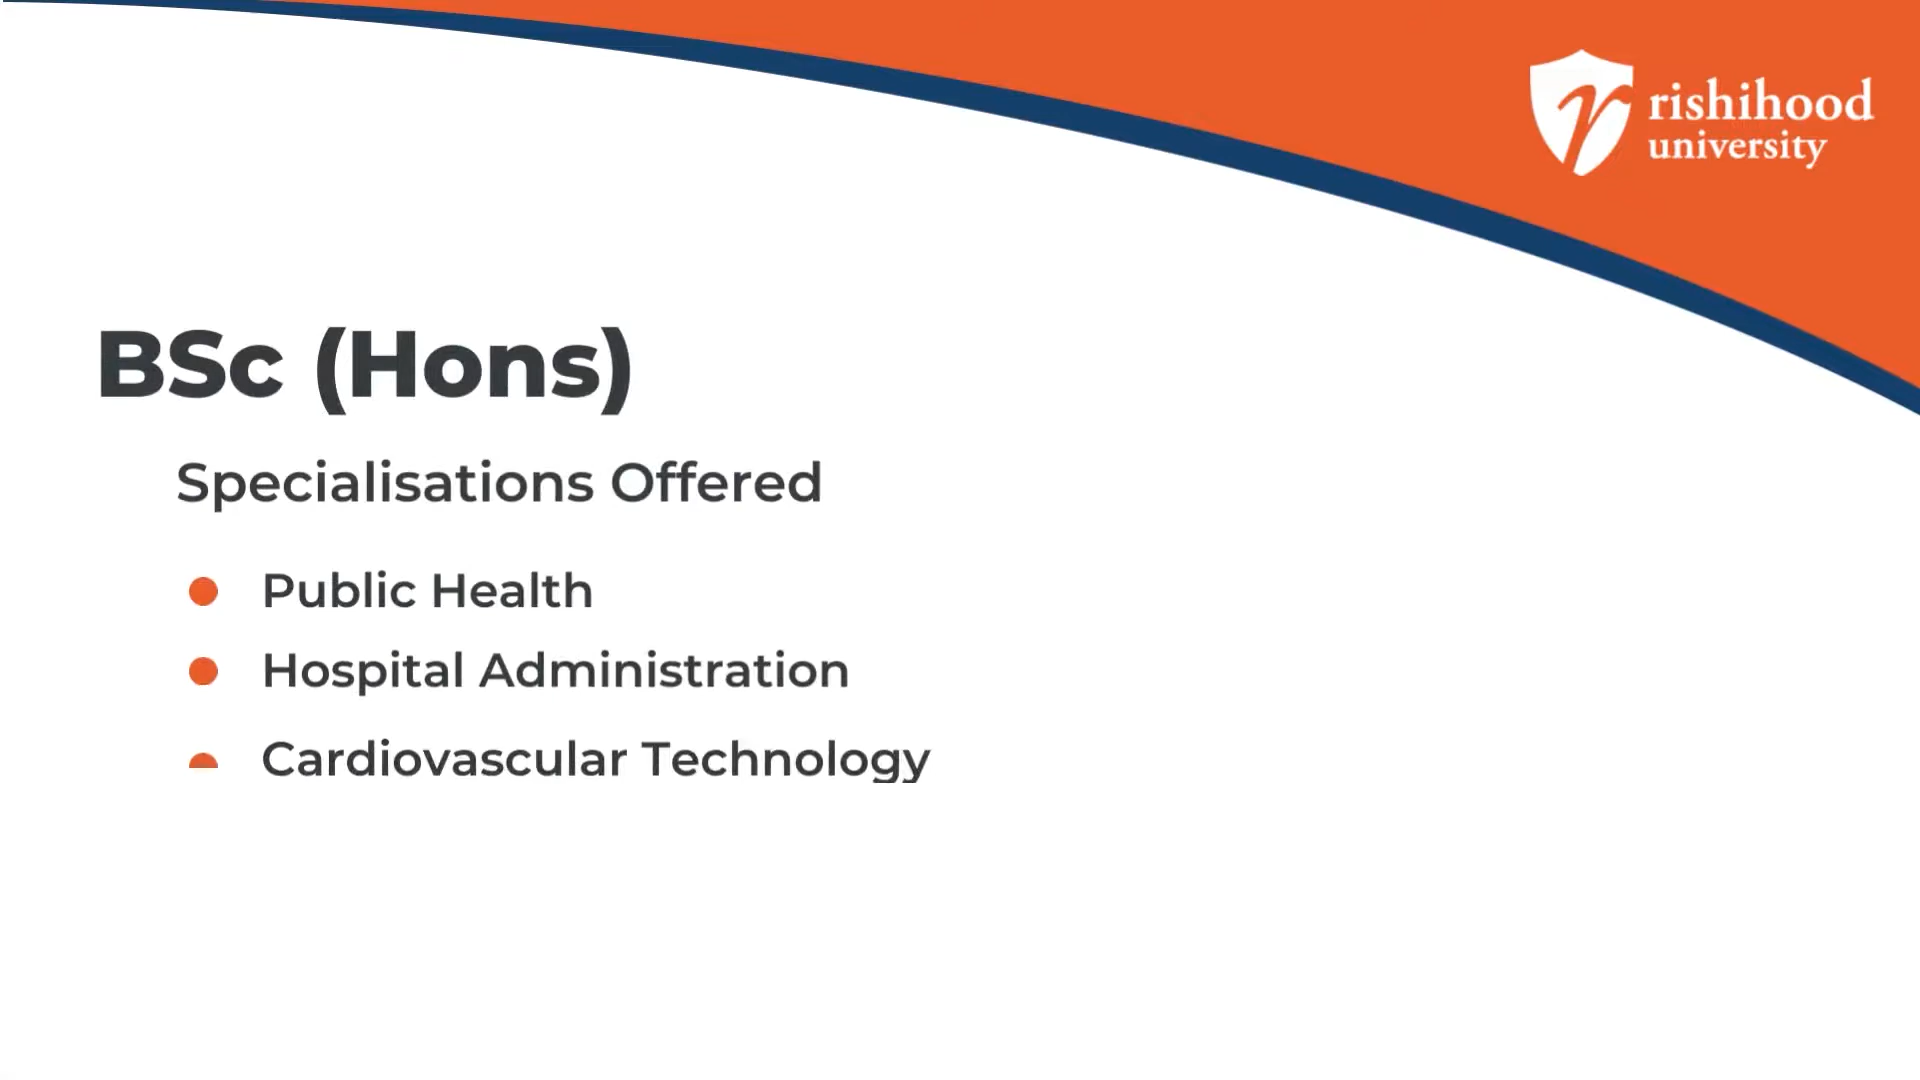 rishihood
university
BSc (Hons)
Specialisations Offered
Public Health
Hospital Administration
Cardiovascular Technology